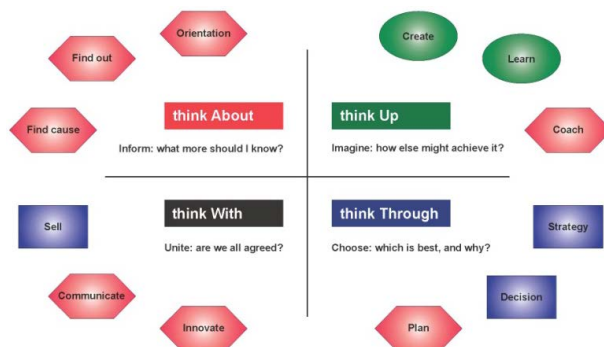 Orientation
Create
Find out
Learn
think About
think Up
Find cause
Coach
Inform: what more should I know?
Imagine: how else might achieve it?
think With
think Through
Sell
Strategy
Unite: are we all agreed?
Choose: which is best, and why?
Communicate
Decision
Innovate
Plan